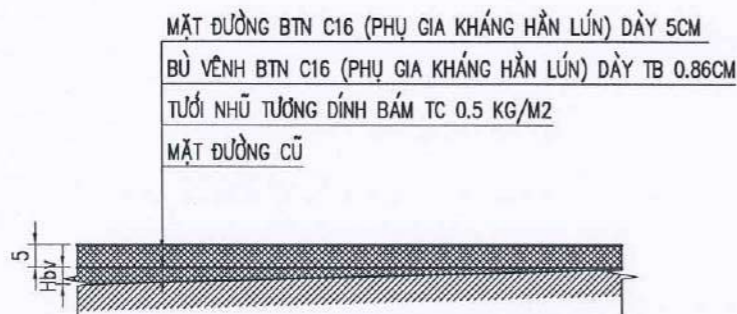 MẶT ĐƯỜNG BTN C16 (PHỤ GIA KHÁNG HẰN LÚN) DÀY 5CM
BÙ VÊNH BTN C16 (PHỤ GIA KHÁNG HẰN LÚN) DÀY TB 0.86CM
TƯỚI NHŨ TƯƠNG DÍNH BÁM TC 0.5 KG/M2
MẶT ĐƯỜNG CŨ
5
Hbv